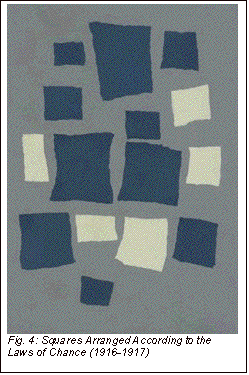 Fig. 4: Squares Arranged According to the
Laws of Chance (1916-1917)